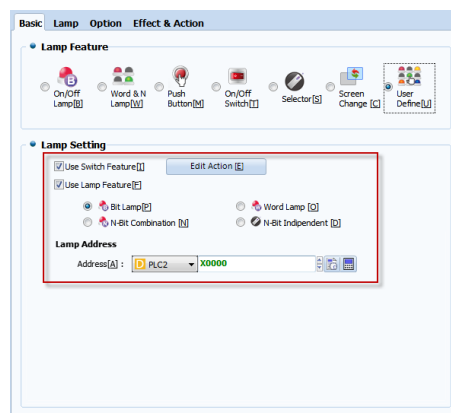 Basic Lamp Option Effect & Action
Lamp Feature
On/Off Lamp[B]
Word & N Lamp[W]
Push Button[M]
On/Off Switch[T]
Selector[S]
Screen Change [C]
User Define[U]
Lamp Setting
Use Switch Feature[I] Edit Action [E]
Use Lamp Feature[F]
Bit Lamp[P] Word Lamp [O]
N-Bit Combination [N] N-Bit Indipendent [D]
Lamp Address
Address[A] : D PLC2 X0000